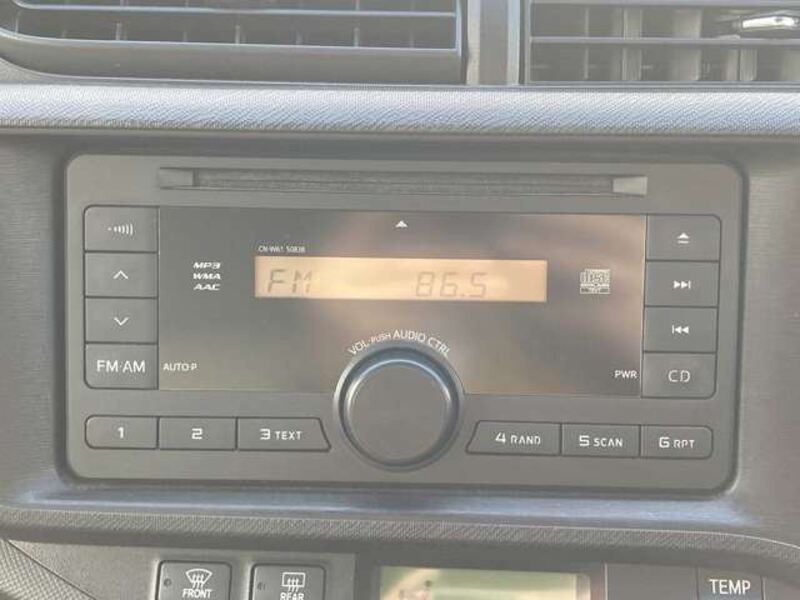 CN-WA1 50838
MP3
WMA
AAC
FM 86.5
VOL·PUSH AUDIO CTRL
FM·AM
AUTO·P
PWR
CD
1
2
3 TEXT
4 RAND
5 SCAN
6 RPT
FRONT
REAR
TEMP